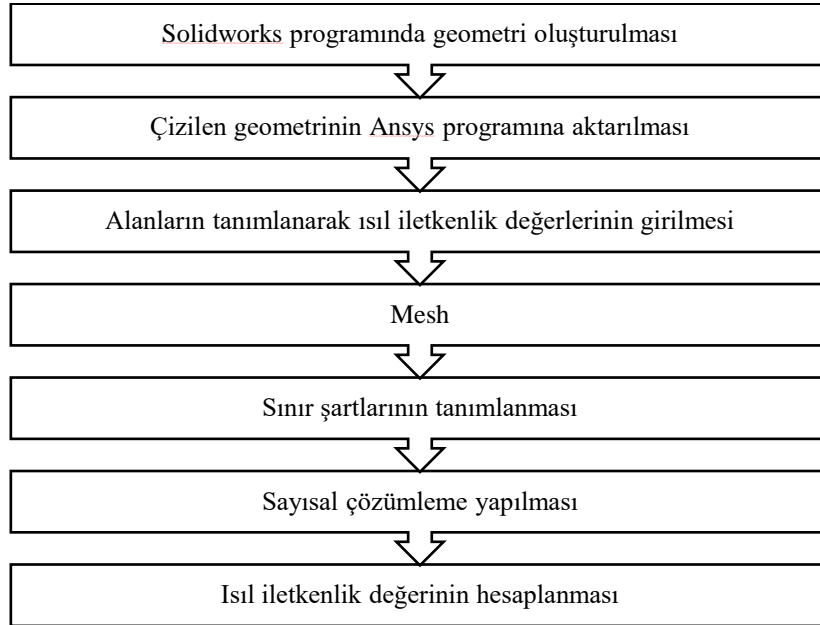 Solidworks programında geometri oluşturulması
Çizilen geometrinin Ansys programına aktarılması
Alanların tanımlanarak ısıl iletkenlik değerlerinin girilmesi
Mesh
Sınır şartlarının tanımlanması
Sayısal çözümleme yapılması
Isıl iletkenlik değerinin hesaplanması